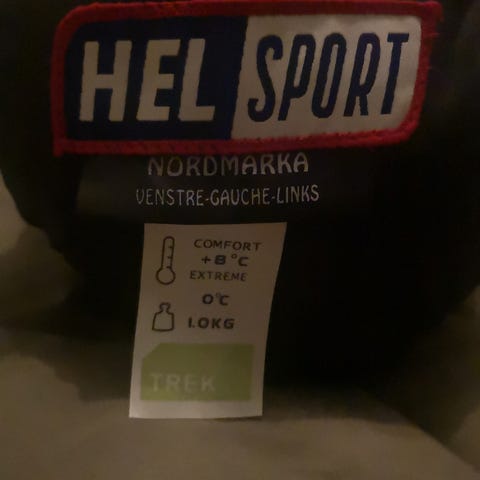 HEL SPORT
NORDMARKA
VENSTRE-GAUCHE-LINKS
COMFORT
+8°C
EXTREME
0°C
1.0KG
TREK